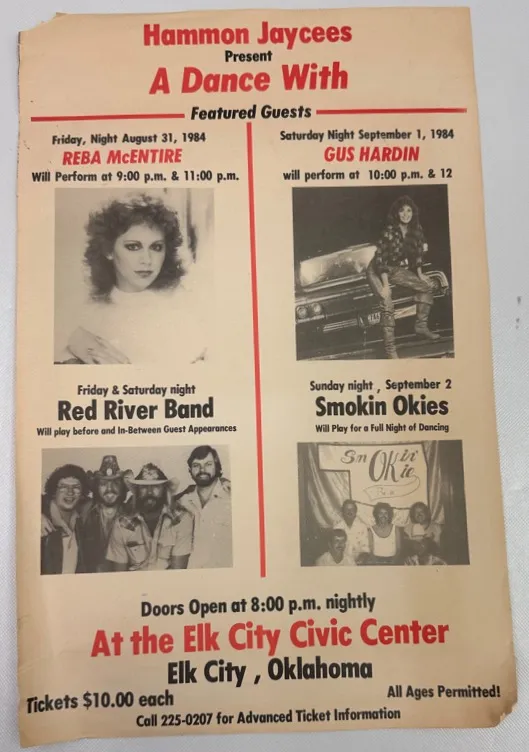 Hammon Jaycees
Present
A Dance With
Featured Guests
Friday, Night August 31, 1984
REBA McENTIRE
Will Perform at 9:00 p.m. & 11:00 p.m.
Saturday Night September 1, 1984
GUS HARDIN
will perform at 10:00 p.m. & 12
Friday & Saturday night
Red River Band
Will play before and In-Between Guest Appearances
Sunday night , September 2
Smokin Okies
Will Play for a Full Night of Dancing
Doors Open at 8:00 p.m. nightly
At the Elk City Civic Center
Elk City , Oklahoma
Tickets $10.00 each
All Ages Permitted!
Call 225-0207 for Advanced Ticket Information